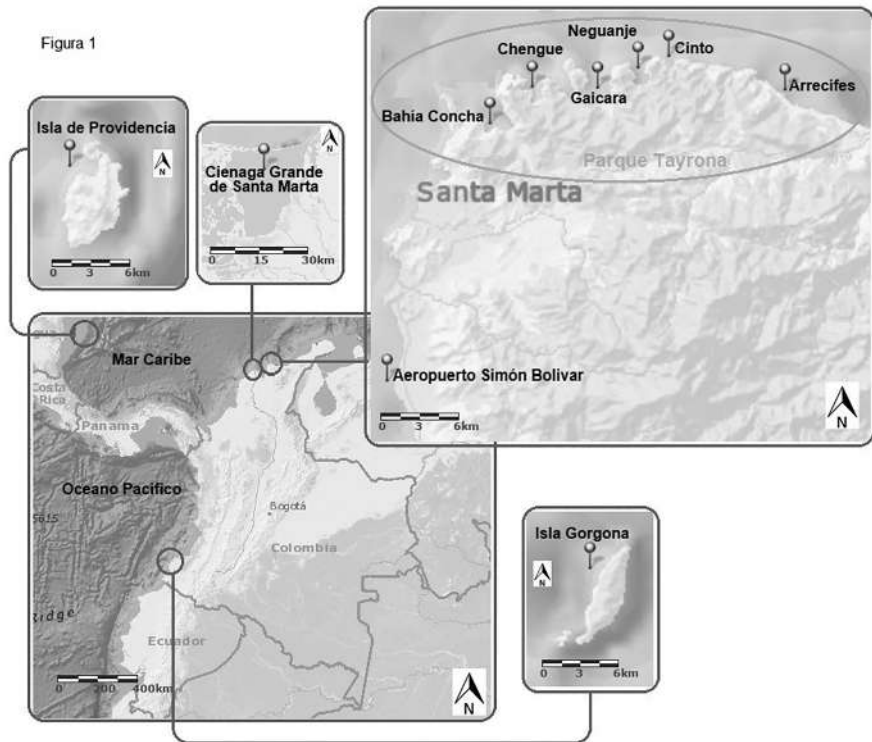 Figura 1
Neguanje
Chengue
Cinto
Gaicara
Arrecifes
Bahia Concha
Parque Tayrona
Santa Marta
Aeropuerto Simón Bolivar
0 3 6km
N
Isla de Providencia
N
0 3 6km
N
Cienaga Grande
de Santa Marta
0 15 30km
Mar Caribe
Costa
Rica
Panama
Oceano Pacifico
Bogotá
Colombia
Ridge
Ecuador
0 200 400km
N
Isla Gorgona
N
0 3 6km